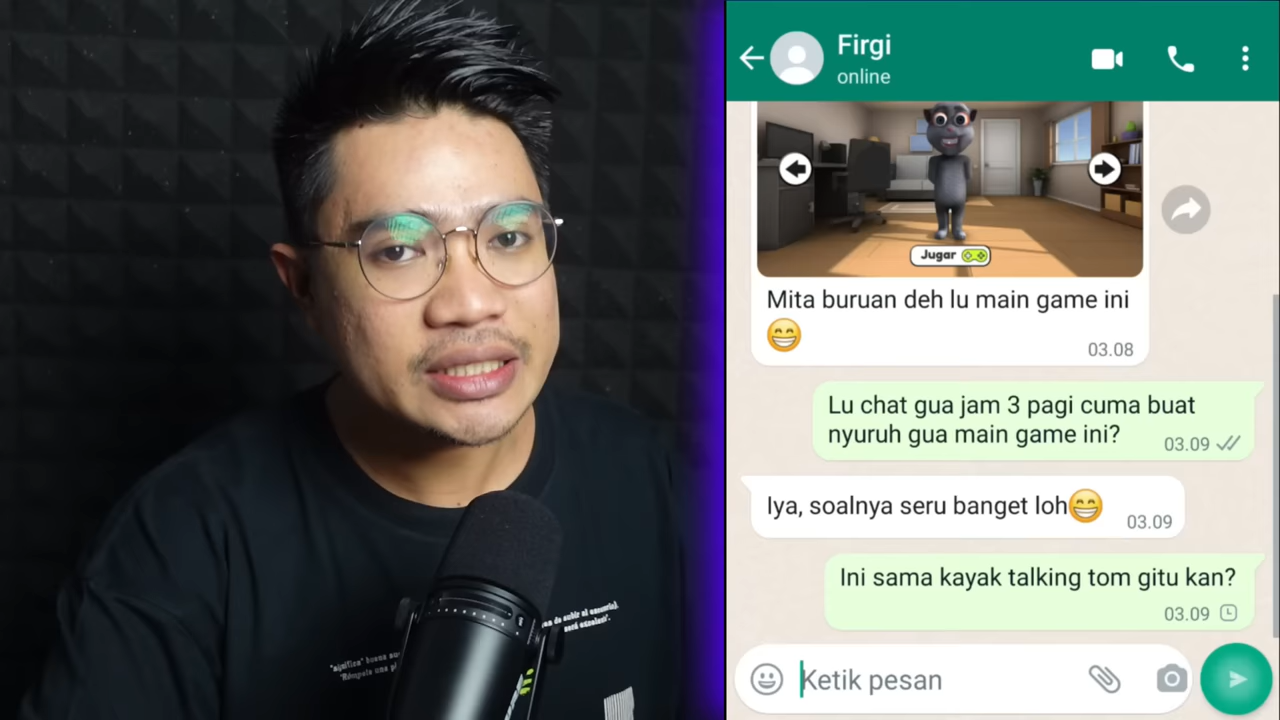 Firgi
online
Jugar
Mita buruan deh lu main game ini
😁
03.08
Lu chat gua jam 3 pagi cuma buat
nyuruh gua main game ini?
03.09
Iya, soalnya seru banget loh😁
03.09
Ini sama kayak talking tom gitu kan?
03.09
Ketik pesan